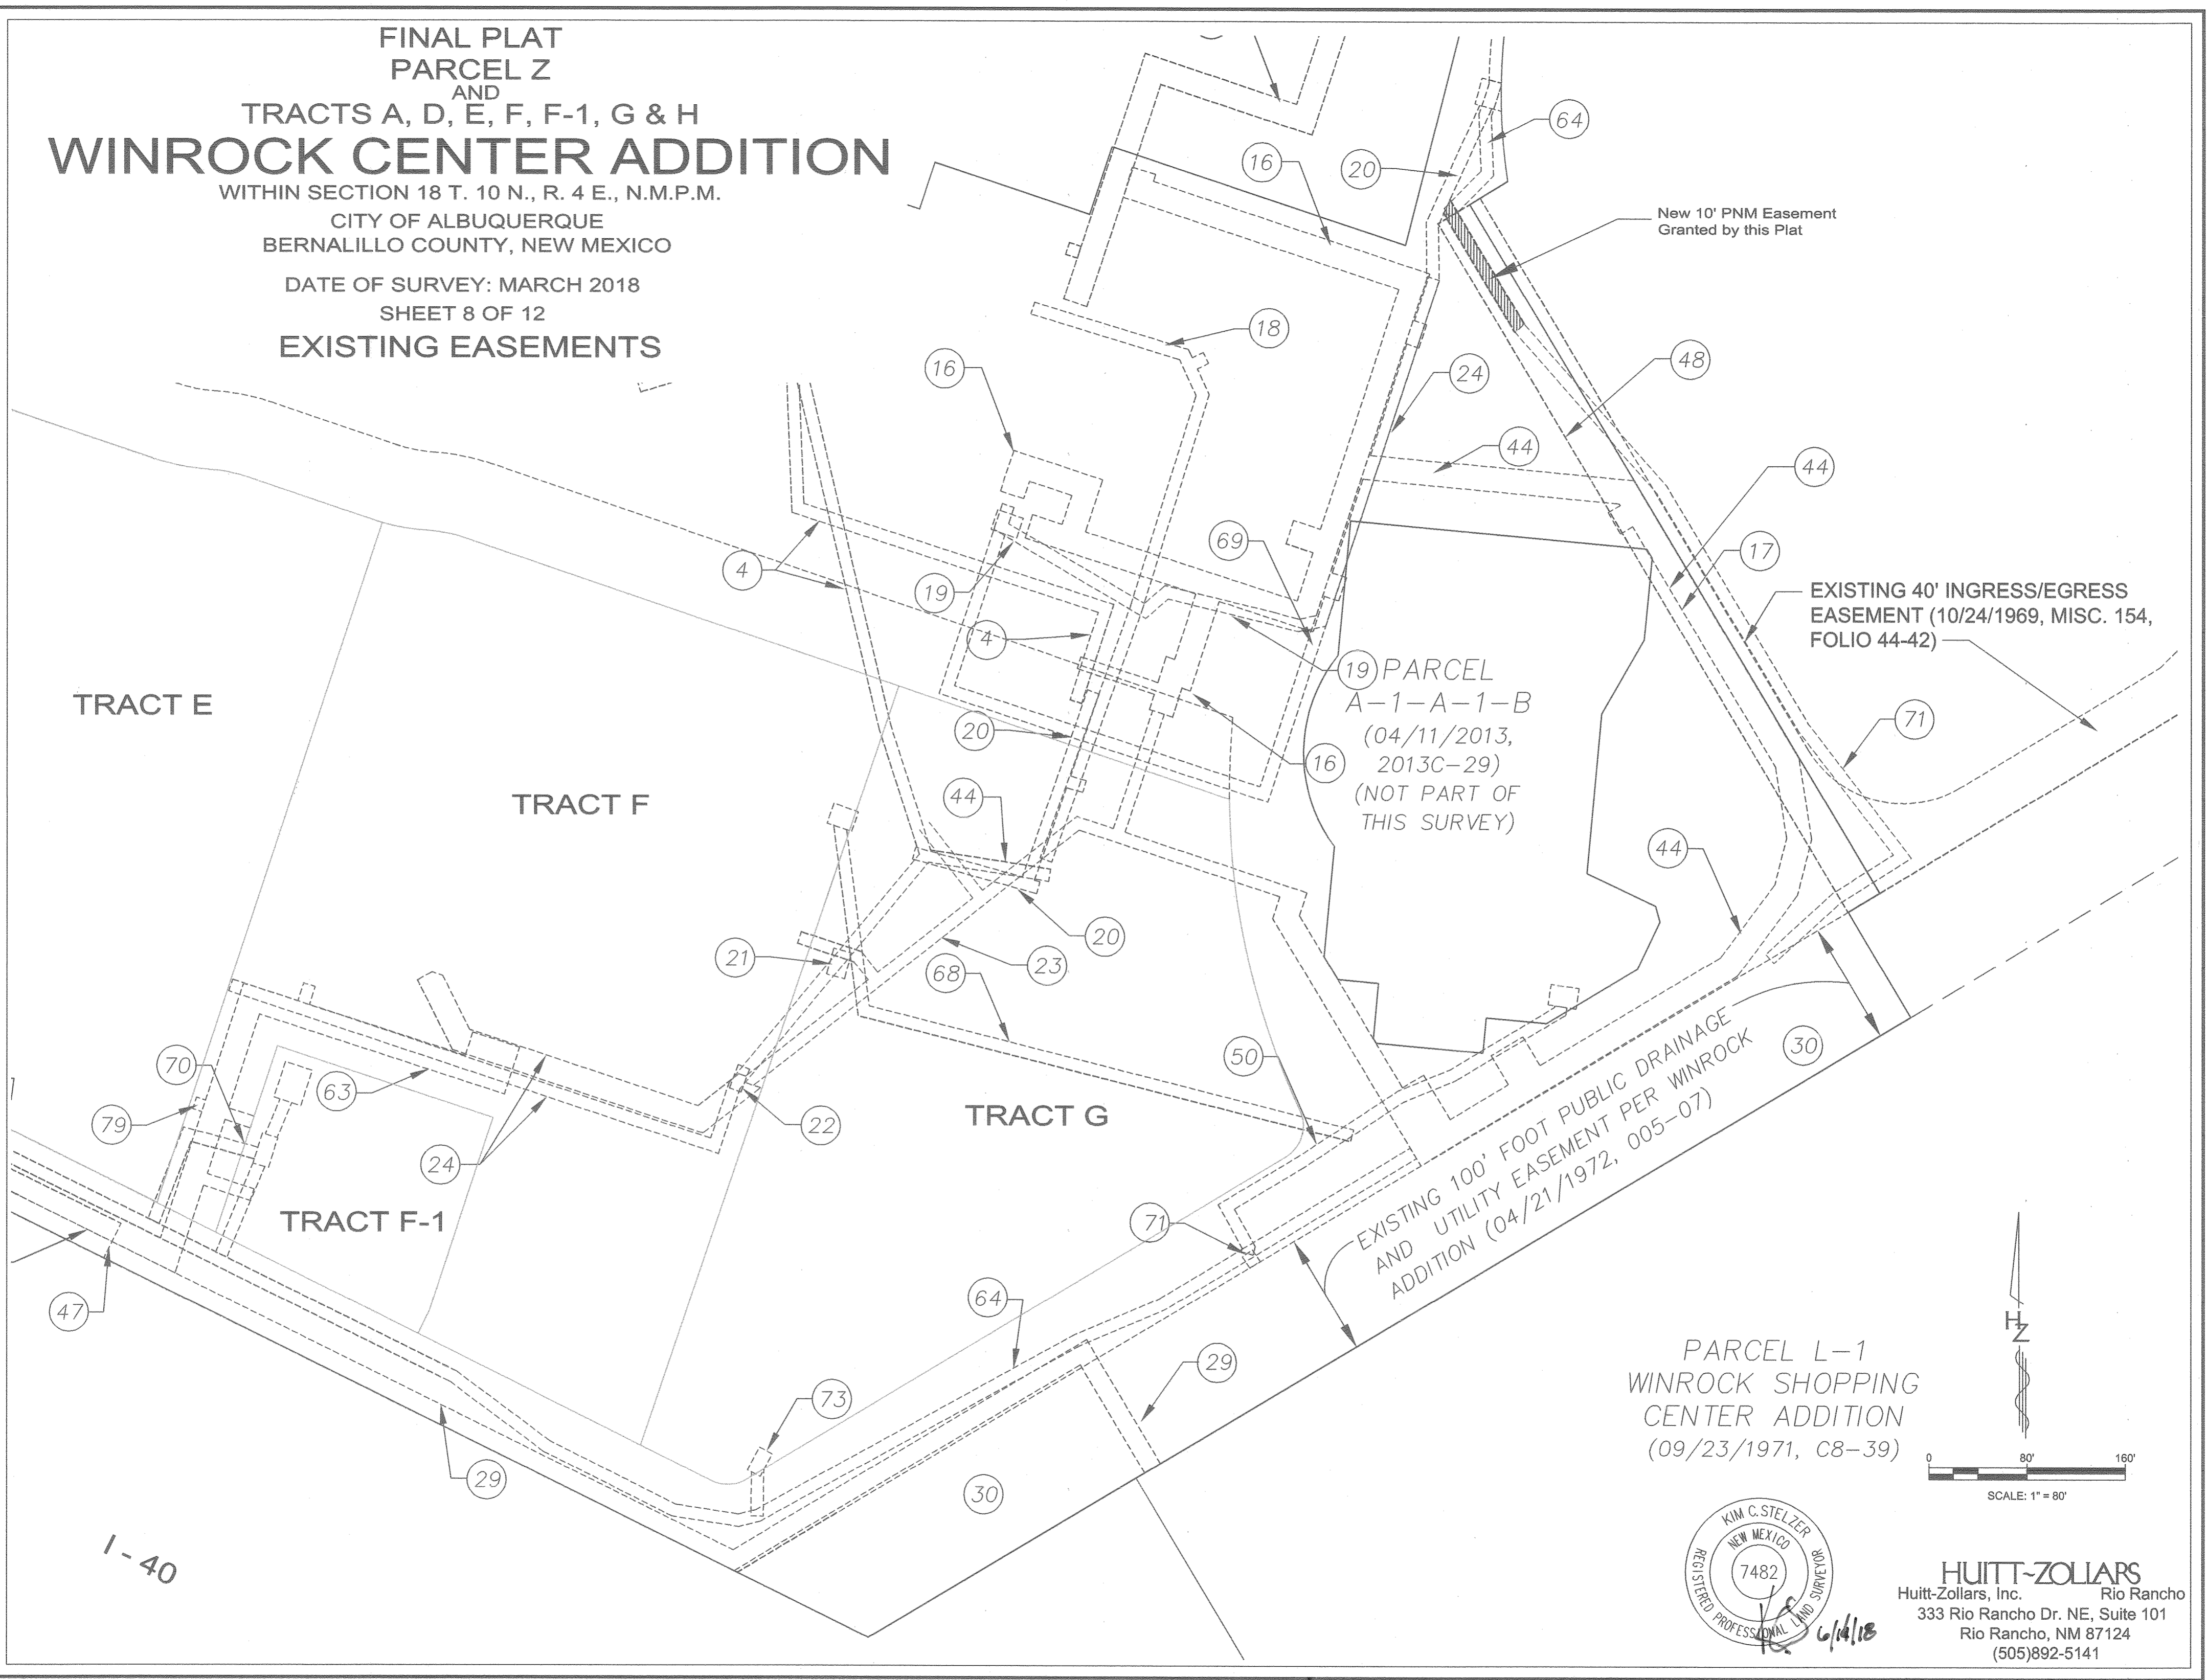 FINAL PLAT
PARCEL Z
AND
TRACTS A, D, E, F, F-1, G & H
WINROCK CENTER ADDITION
WITHIN SECTION 18 T. 10 N., R. 4 E., N.M.P.M.
CITY OF ALBUQUERQUE
BERNALILLO COUNTY, NEW MEXICO
DATE OF SURVEY: MARCH 2018
SHEET 8 OF 12
EXISTING EASEMENTS
64
16
20
New 10' PNM Easement
Granted by this Plat
18
16
24
48
44
44
69
17
4
19
EXISTING 40' INGRESS/EGRESS
EASEMENT (10/24/1969, MISC. 154,
FOLIO 44-42)
4
19
PARCEL
A-1-A-1-B
(04/11/2013,
2013C-29)
(NOT PART OF
THIS SURVEY)
TRACT E
20
16
71
TRACT F
44
44
20
21
23
68
50
30
EXISTING 100' FOOT PUBLIC DRAINAGE
AND UTILITY EASEMENT PER WINROCK
ADDITION (04/21/1972, 005-07)
70
63
79
22
TRACT G
24
TRACT F-1
71
47
64
29
73
29
30
PARCEL L-1
WINROCK SHOPPING
CENTER ADDITION
(09/23/1971, C8-39)
I - 40
HZ
0 80' 160'
SCALE: 1" = 80'
KIM C. STELZER
NEW MEXICO
7482
REGISTERED PROFESSIONAL LAND SURVEYOR
6/14/18
HUITT~ZOLLARS
Huitt-Zollars, Inc. Rio Rancho
333 Rio Rancho Dr. NE, Suite 101
Rio Rancho, NM 87124
(505)892-5141